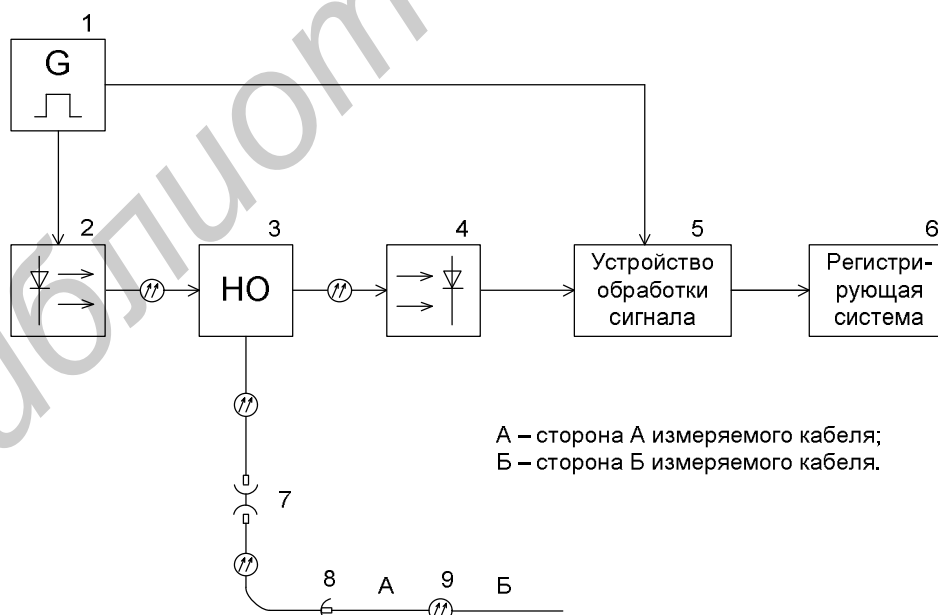 1
G
2
3
4
5
6
НО
Устройство
обработки
сигнала
Регистри-
рующая
система
А – сторона А измеряемого кабеля;
Б – сторона Б измеряемого кабеля.
7
8
А
9
Б